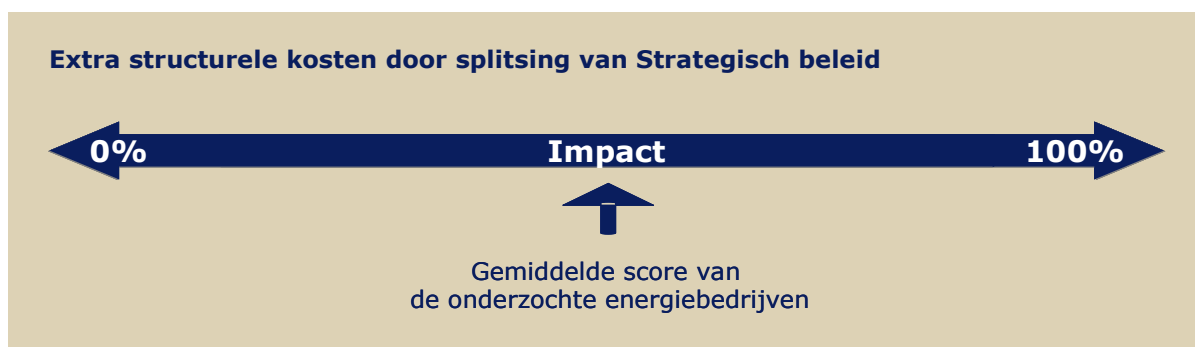 Extra structurele kosten door splitsing van Strategisch beleid
0% Impact 100%
Gemiddelde score van
de onderzochte energiebedrijven